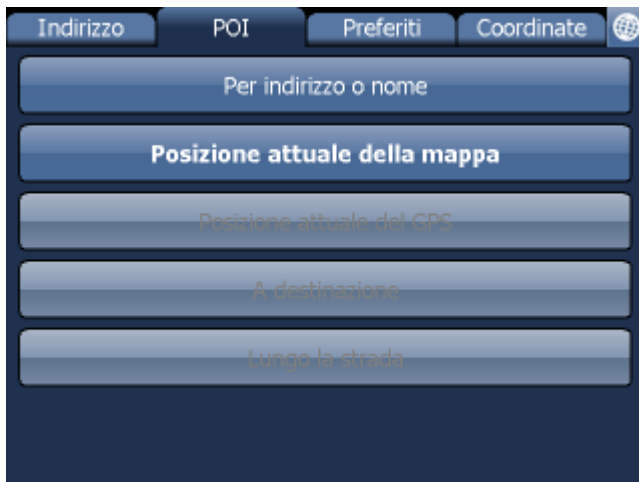 Indirizzo POI Preferiti Coordinate
Per indirizzo o nome
Posizione attuale della mappa
Posizione attuale del GPS
A destinazione
Lungo la strada